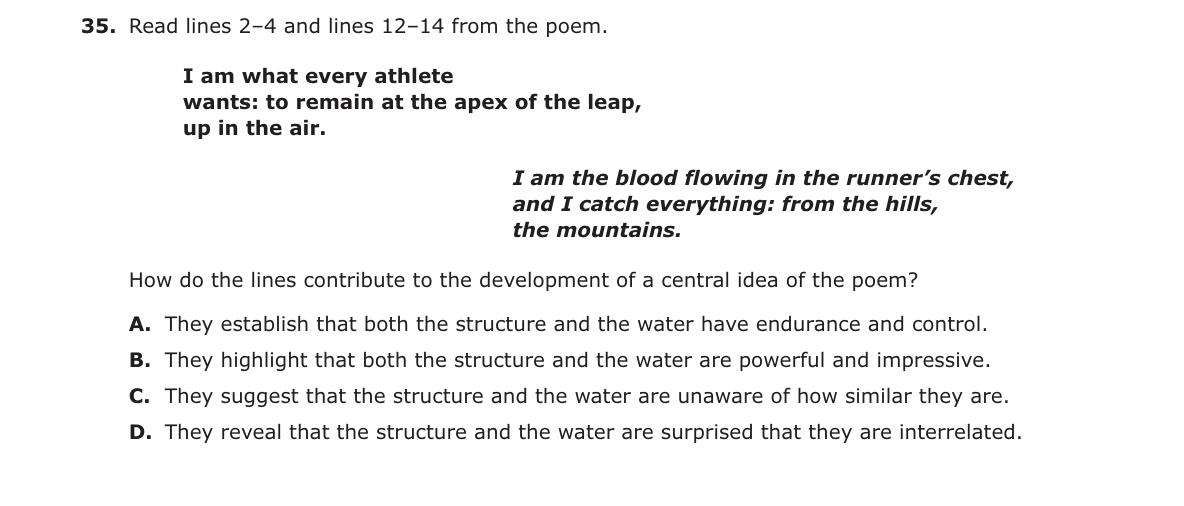 35. Read lines 2–4 and lines 12–14 from the poem.
I am what every athlete
wants: to remain at the apex of the leap,
up in the air.
I am the blood flowing in the runner’s chest,
and I catch everything: from the hills,
the mountains.
How do the lines contribute to the development of a central idea of the poem?
A. They establish that both the structure and the water have endurance and control.
B. They highlight that both the structure and the water are powerful and impressive.
C. They suggest that the structure and the water are unaware of how similar they are.
D. They reveal that the structure and the water are surprised that they are interrelated.